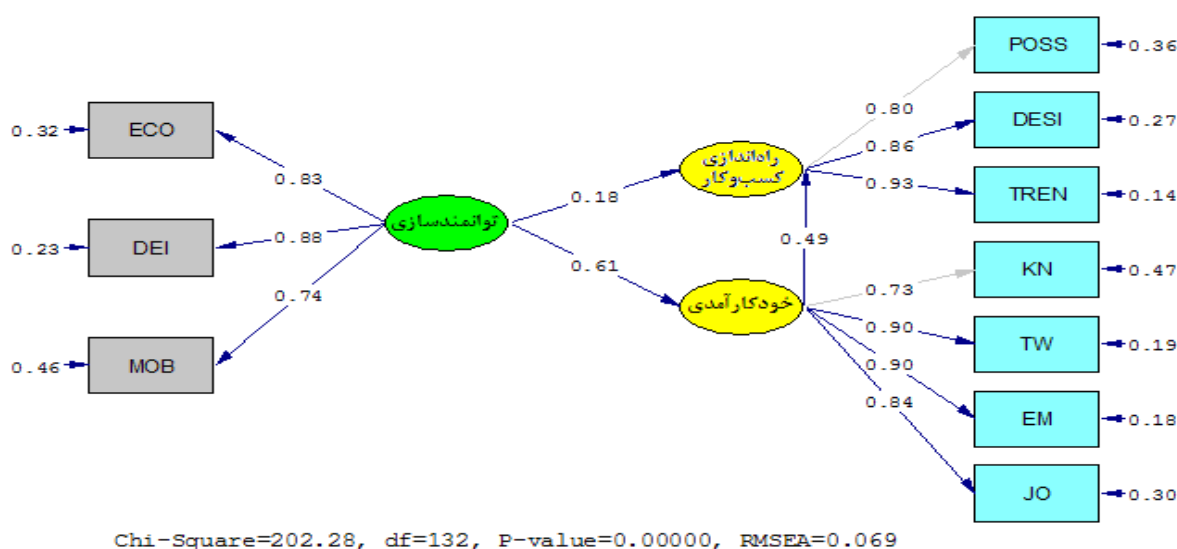 POSS
0.36
0.80
ECO
0.32
0.83
DESI
0.27
0.86
راه‌اندازی
کسب‌وکار
0.93
TREN
0.14
0.18
توانمندسازی
DEI
0.23
0.88
0.49
KN
0.47
0.73
0.61
0.74
خودکارآمدی
0.90
TW
0.19
MOB
0.46
0.90
0.84
EM
0.18
JO
0.30
Chi-Square=202.28, df=132, P-value=0.00000, RMSEA=0.069